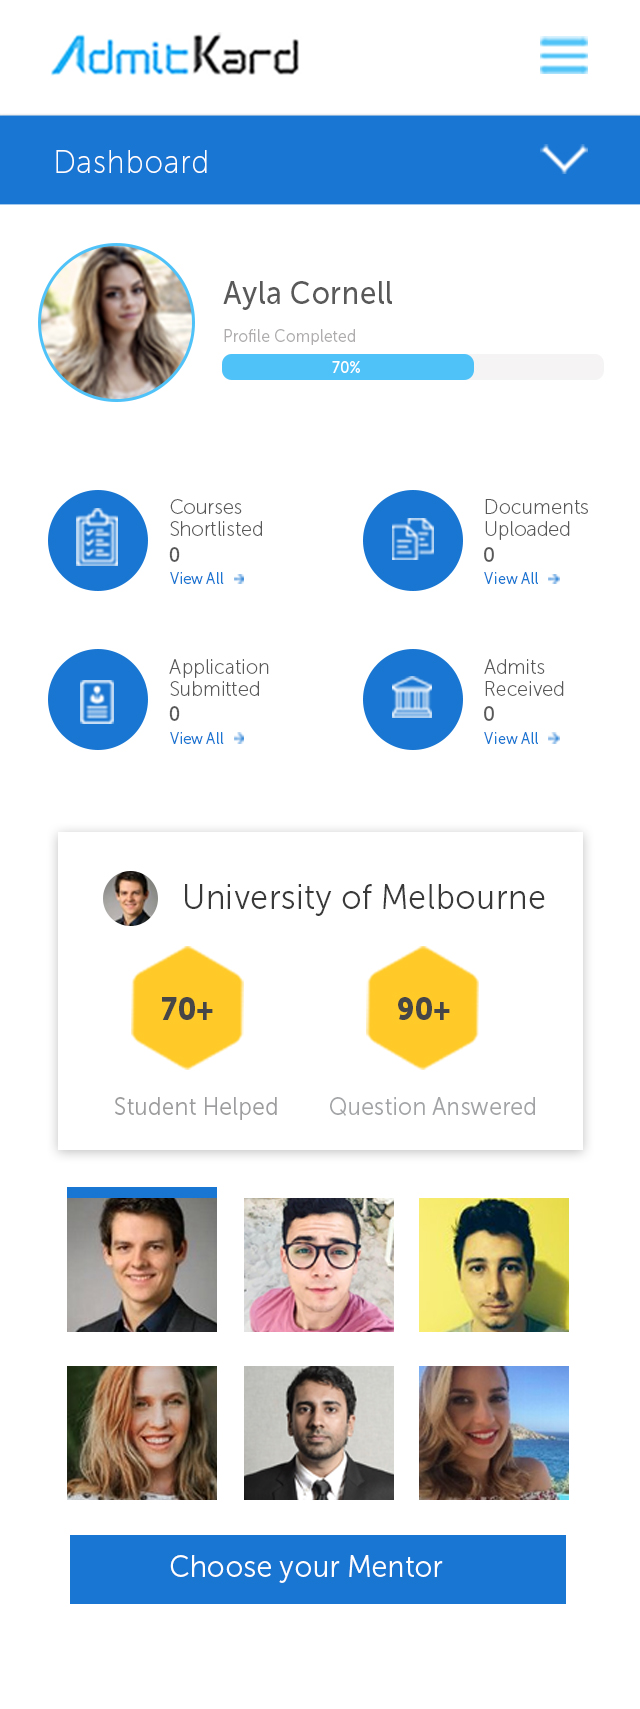 AdmitKard
Dashboard
Ayla Cornell
Profile Completed
70%
Courses
Shortlisted
0
View All
Documents
Uploaded
0
View All
Application
Submitted
0
View All
Admits
Received
0
View All
University of Melbourne
70+
90+
Student Helped
Question Answered
Choose your Mentor